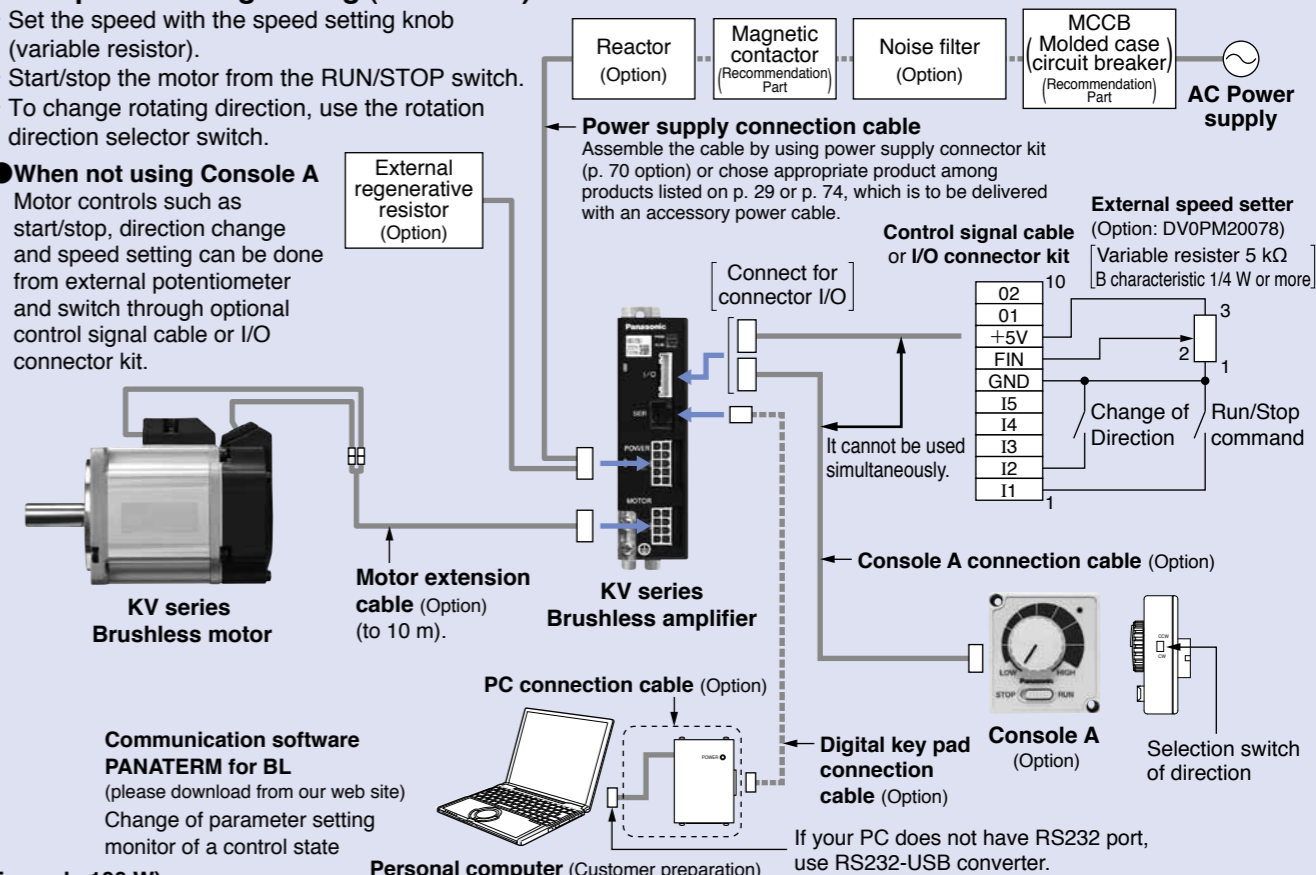 Set the speed with the speed setting knob
(variable resistor).
Start/stop the motor from the RUN/STOP switch.
To change rotating direction, use the rotation
direction selector switch.
●When not using Console A
Motor controls such as
start/stop, direction change
and speed setting can be done
from external potentiometer
and switch through optional
control signal cable or I/O
connector kit.
Reactor
(Option)
Magnetic
contactor
(Recommendation
Part)
Noise filter
(Option)
MCCB
(Molded case
circuit breaker)
(Recommendation
Part)
AC Power
supply
Power supply connection cable
Assemble the cable by using power supply connector kit
(p. 70 option) or chose appropriate product among
products listed on p. 29 or p. 74, which is to be delivered
with an accessory power cable.
External
regenerative
resistor
(Option)
[Connect for
connector I/O]
Control signal cable
or I/O connector kit
External speed setter
(Option: DV0PM20078)
[Variable resister 5 kΩ
B characteristic 1/4 W or more]
10
02
01
+5V
FIN
GND
I5
I4
I3
I2
I1
1
3
2
1
Change of
Direction
Run/Stop
command
It cannot be used
simultaneously.
Panasonic
I/O
SER
POWER
MOTOR
KV series
Brushless motor
Motor extension
cable (Option)
(to 10 m).
KV series
Brushless amplifier
Console A connection cable (Option)
LOW
HIGH
Panasonic
STOP
RUN
CCW
CW
Console A
(Option)
Selection switch
of direction
PC connection cable (Option)
POWER
Digital key pad
connection
cable (Option)
Communication software
PANATERM for BL
(please download from our web site)
Change of parameter setting
monitor of a control state
If your PC does not have RS232 port,
use RS232-USB converter.
Personal computer (Customer preparation)